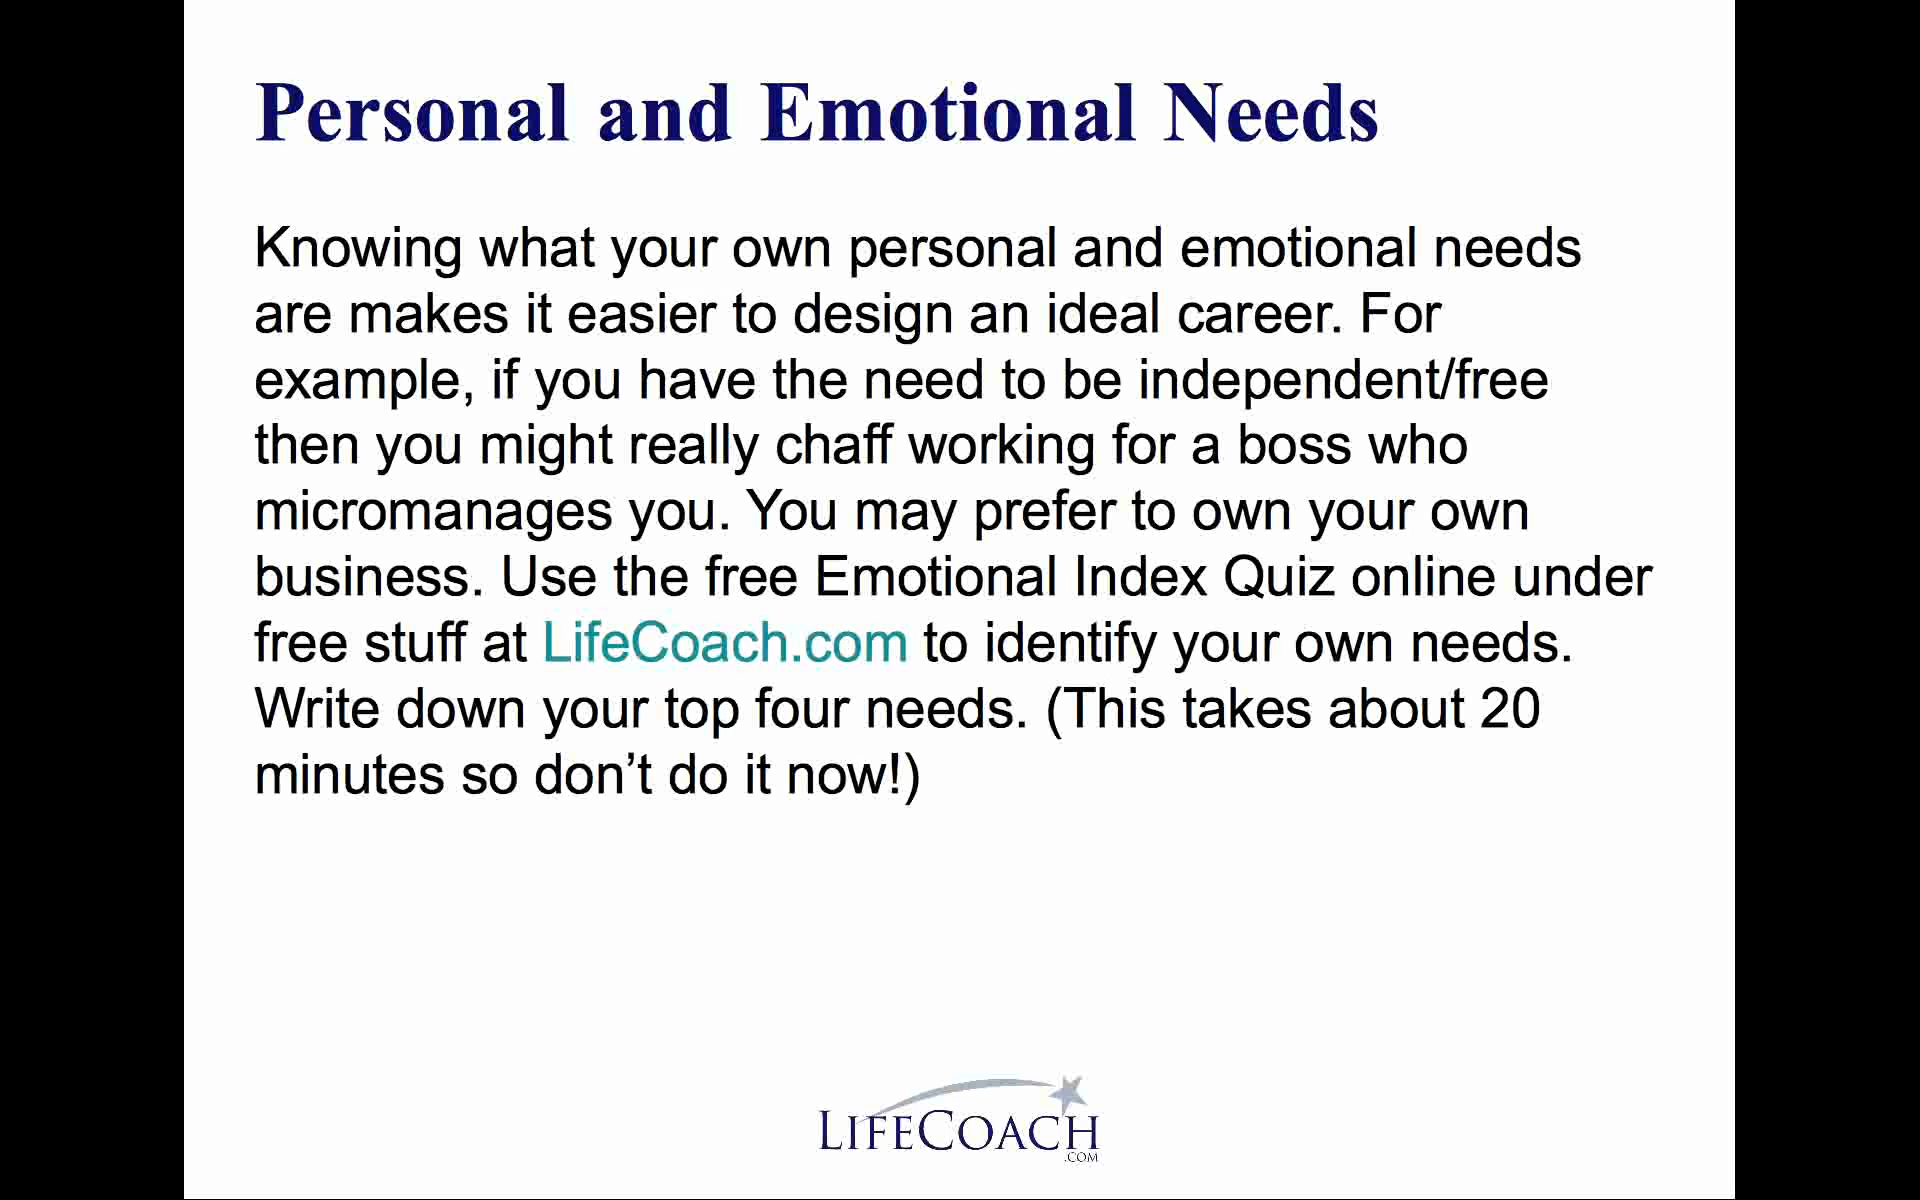 Personal and Emotional Needs
Knowing what your own personal and emotional needs
are makes it easier to design an ideal career. For
example, if you have the need to be independent/free
then you might really chaff working for a boss who
micromanages you. You may prefer to own your own
business. Use the free Emotional Index Quiz online under
free stuff at LifeCoach.com to identify your own needs.
Write down your top four needs. (This takes about 20
minutes so don’t do it now!)
LIFECOACH
.COM